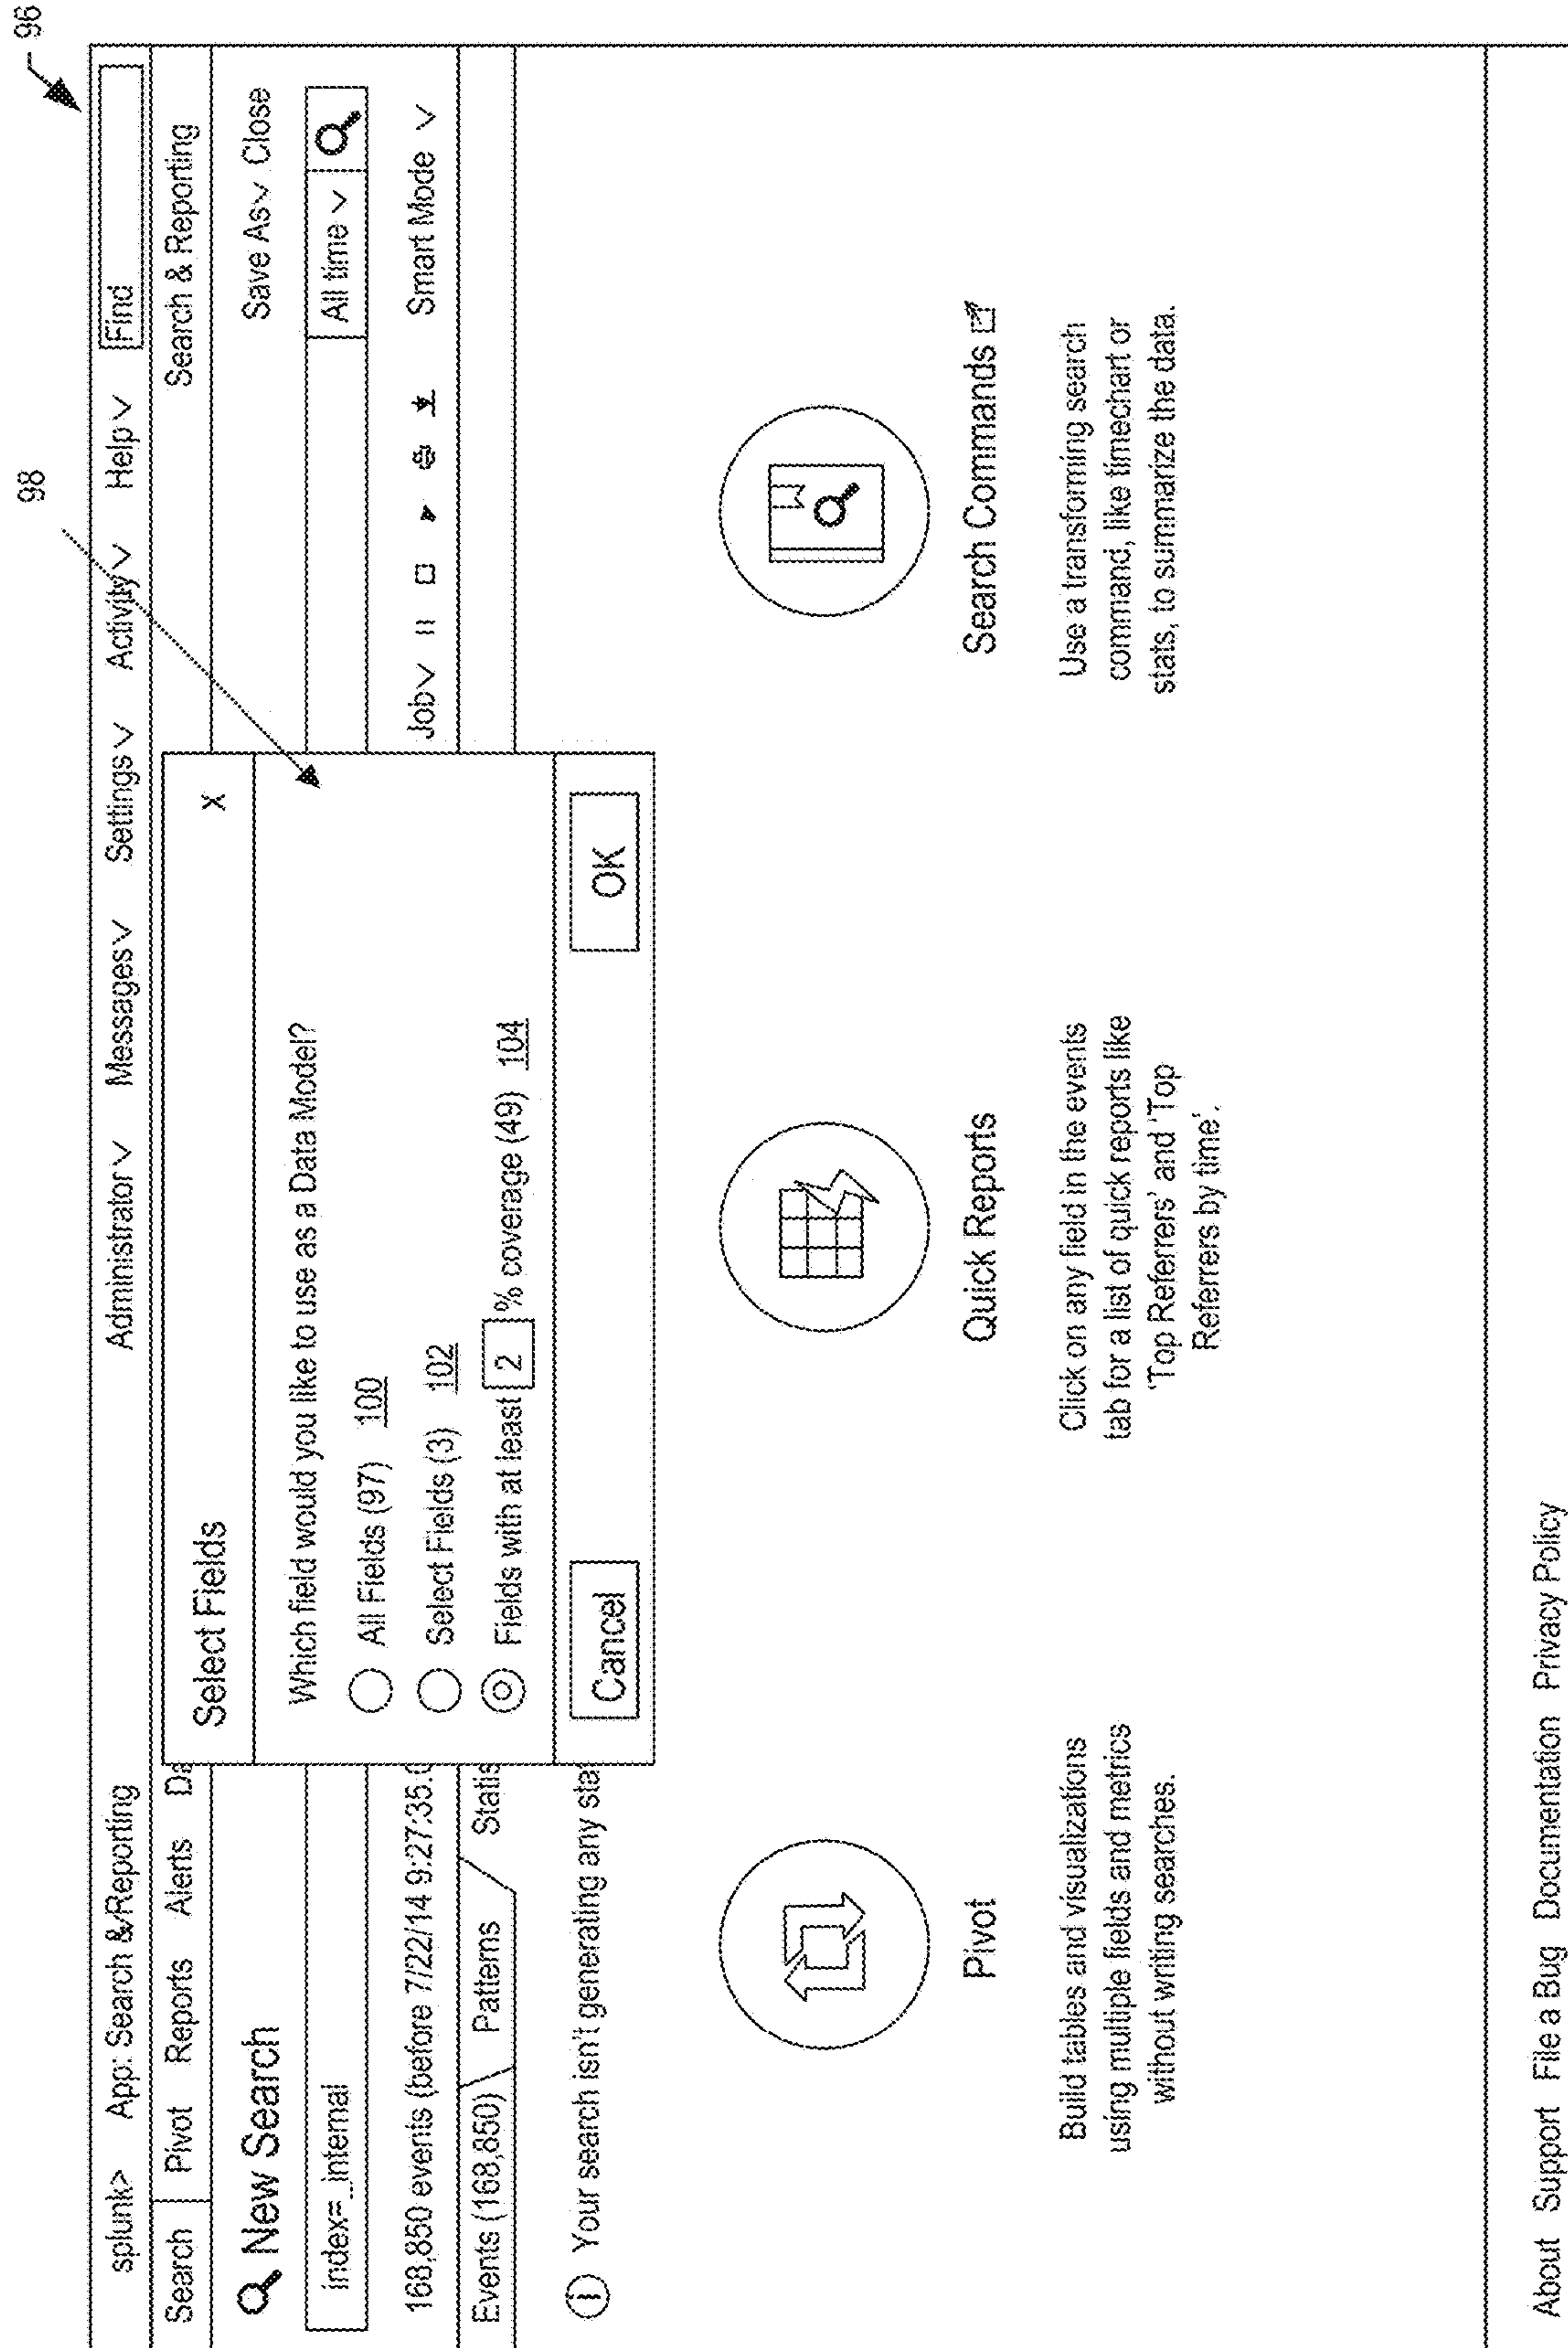 96
98
splunk> App: Search &Reporting Administrator Messages Settings Activity Help Find
Search Pivot Reports Alerts Da Search & Reporting
New Search Save As Close
index=_internal All time
168,850 events (before 7/22/14 9:27:35.0 Job Smart Mode
Events (168,850) Patterns Statis
Select Fields X
Which field would you like to use as a Data Model?
All Fields (97) 100
Select Fields (3) 102
Fields with at least 2 % coverage (49) 104
Cancel OK
Your search isn't generating any sta
Pivot
Build tables and visualizations
using multiple fields and metrics
without writing searches.
Quick Reports
Click on any field in the events
tab for a list of quick reports like
'Top Referrers' and 'Top
Referrers by time'.
Search Commands
Use a transforming search
command, like timechart or
stats, to summarize the data.
About Support File a Bug Documentation Privacy Policy